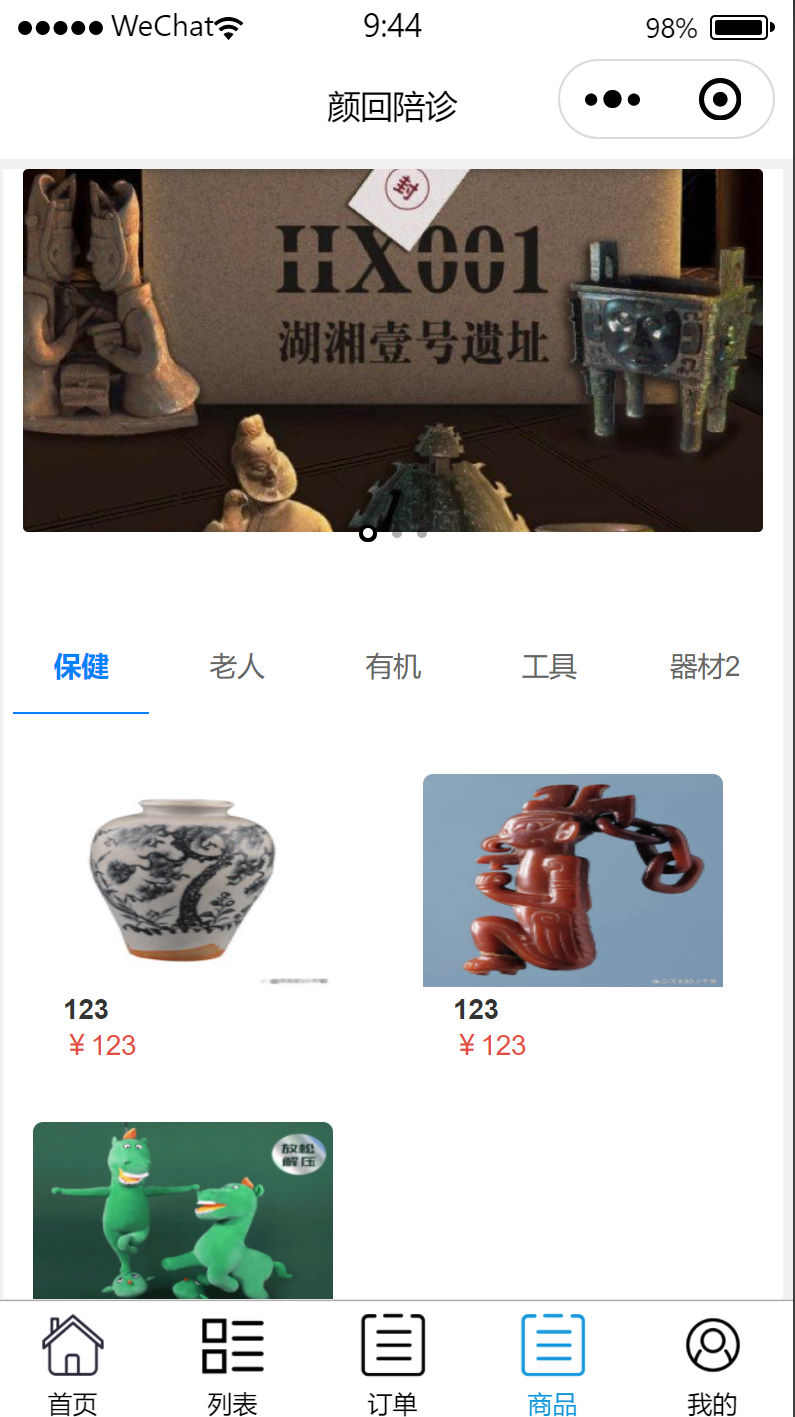 WeChat
9:44
98%
颜回陪诊
封
HX001
湖湘壹号遗址
保健
老人
有机
工具
器材2
123
¥123
123
¥123
放松
解压
首页
列表
订单
商品
我的